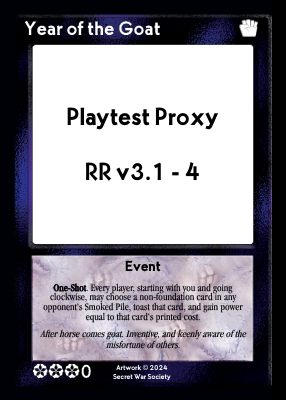 Year of the Goat
Playtest Proxy
RR v3.1 - 4
Event
One-Shot. Every player, starting with you and going
clockwise, may choose a non-foundation card in any
opponent's Smoked Pile, toast that card, and gain power
equal to that card's printed cost.
After horse comes goat. Inventive, and keenly aware of the
misfortune of others.
0
Artwork © 2024
Secret War Society